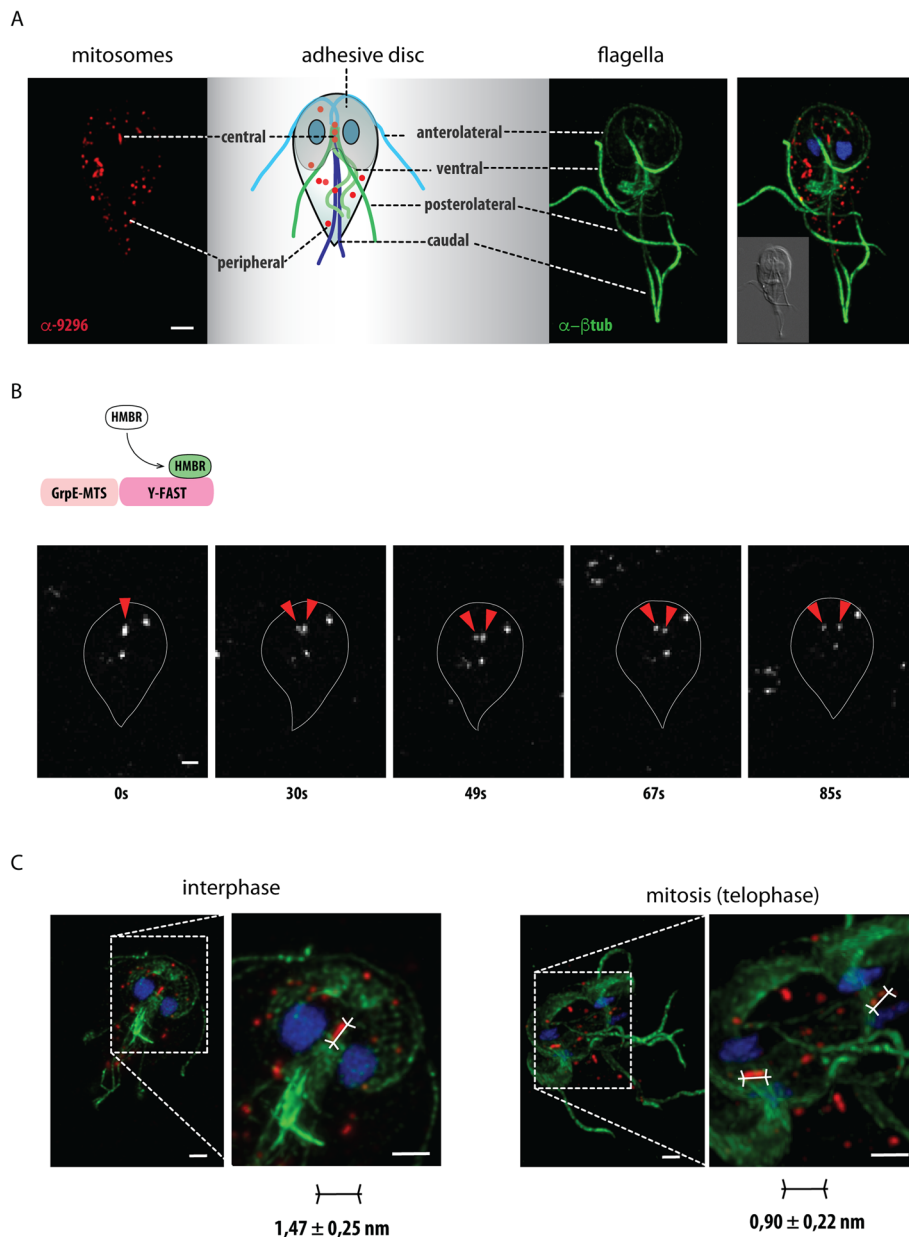 A
mitosomes
adhesive disc
flagella
central
anterolateral
ventral
posterolateral
caudal
peripheral
α-9296
α–βtub
B
HMBR
HMBR
GrpE-MTS
Y-FAST
0s
30s
49s
67s
85s
C
interphase
mitosis (telophase)
1,47 ± 0,25 nm
0,90 ± 0,22 nm